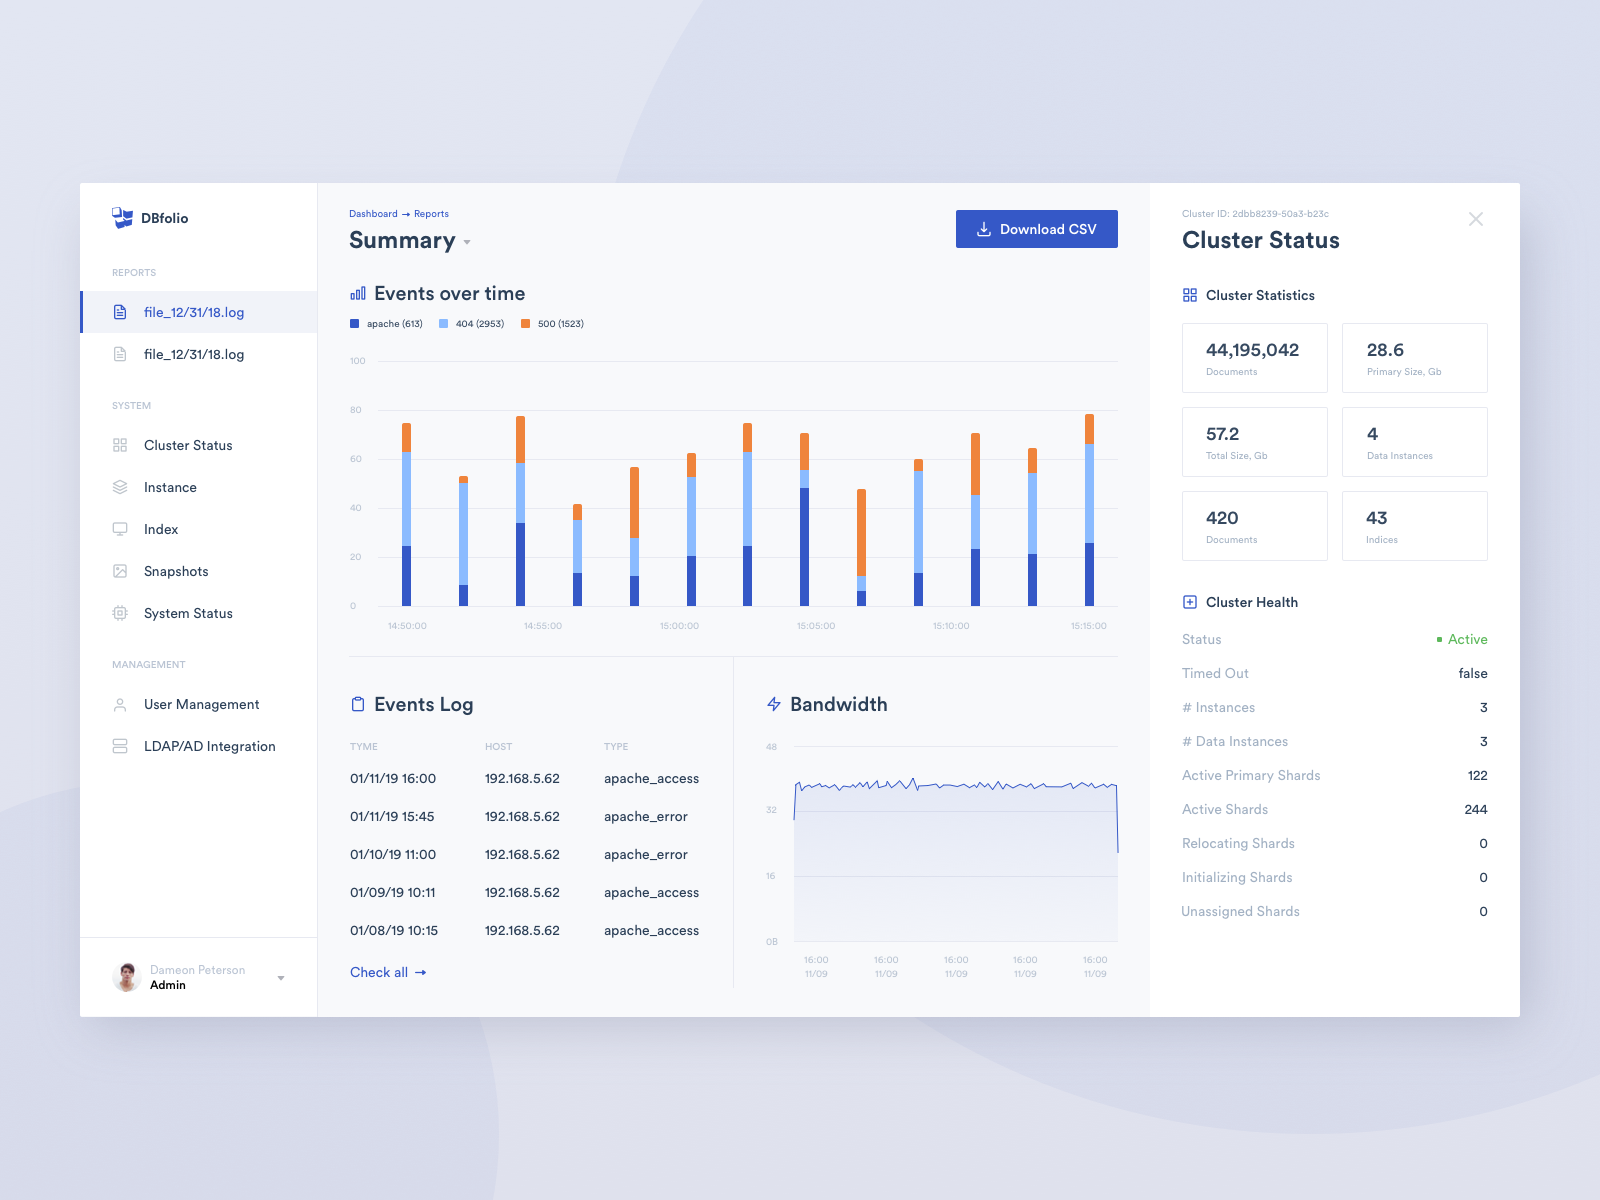 DBfolio
REPORTS
file_12/31/18.log
file_12/31/18.log
SYSTEM
Cluster Status
Instance
Index
Snapshots
System Status
MANAGEMENT
User Management
LDAP/AD Integration
Dameon Peterson
Admin
Dashboard → Reports
Summary
Download CSV
Events over time
apache (613) 404 (2953) 500 (1523)
100
80
60
40
20
0
14:50:00 14:55:00 15:00:00 15:05:00 15:10:00 15:15:00
Events Log
TYME HOST TYPE
01/11/19 16:00 192.168.5.62 apache_access
01/11/19 15:45 192.168.5.62 apache_error
01/10/19 11:00 192.168.5.62 apache_error
01/09/19 10:11 192.168.5.62 apache_access
01/08/19 10:15 192.168.5.62 apache_access
Check all →
Bandwidth
48
32
16
0B
16:00 16:00 16:00 16:00 16:00
11/09 11/09 11/09 11/09 11/09
Cluster ID: 2dbb8239-50a3-b23c
Cluster Status
Cluster Statistics
44,195,042 28.6
Documents Primary Size, Gb
57.2 4
Total Size, Gb Data Instances
420 43
Documents Indices
Cluster Health
Status Active
Timed Out false
# Instances 3
# Data Instances 3
Active Primary Shards 122
Active Shards 244
Relocating Shards 0
Initializing Shards 0
Unassigned Shards 0